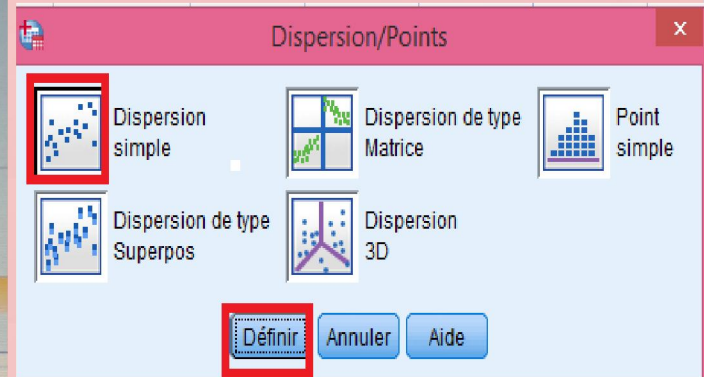 Dispersion/Points
x
Dispersion
simple
Dispersion de type
Matrice
Point
simple
Dispersion de type
Superpos
Dispersion
3D
Définir
Annuler
Aide